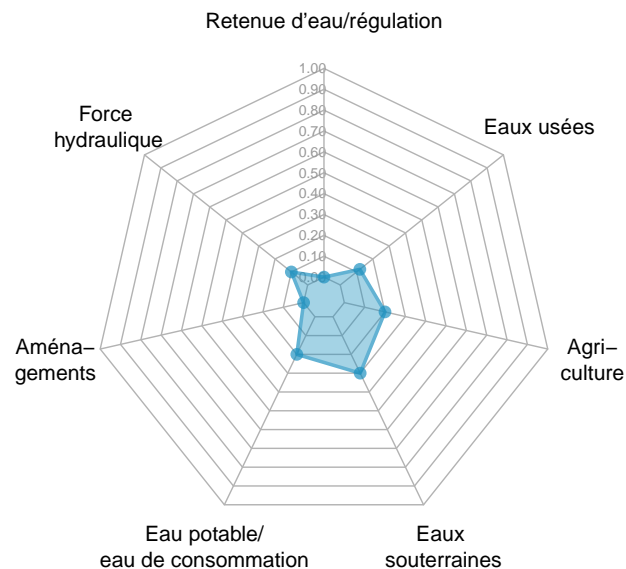 Retenue d'eau/régulation
1.00
0.90
0.80
0.70
0.60
0.50
0.40
0.30
0.20
0.10
Force
hydraulique
Eaux usées
Aména–
gements
Agri–
culture
Eau potable/
eau de consommation
Eaux
souterraines